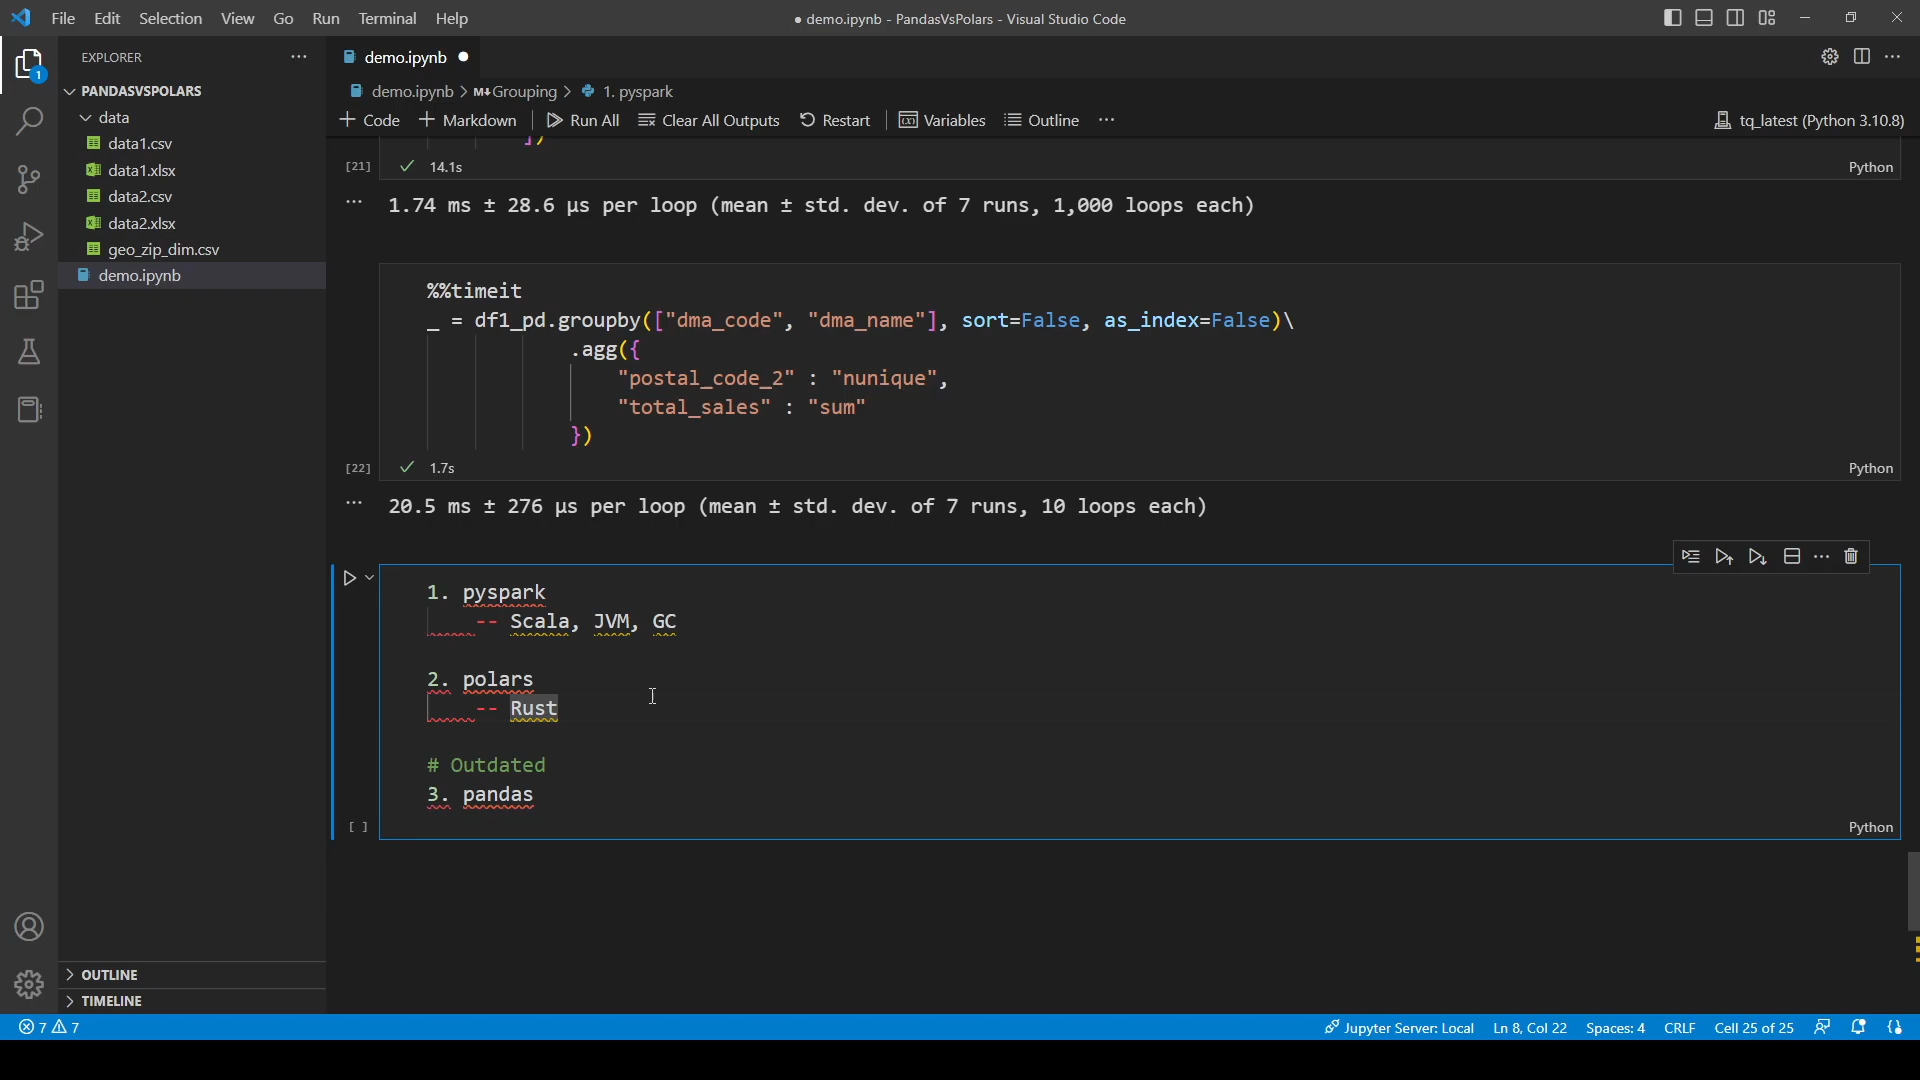 File Edit Selection View Go Run Terminal Help
● demo.ipynb - PandasVsPolars - Visual Studio Code
EXPLORER
1
PANDASVSPOLARS
data
data1.csv
data1.xlsx
data2.csv
data2.xlsx
geo_zip_dim.csv
demo.ipynb
OUTLINE
TIMELINE
demo.ipynb ●
demo.ipynb > M↓Grouping > 1. pyspark
+ Code + Markdown Run All Clear All Outputs Restart Variables Outline ...
tq_latest (Python 3.10.8)
})
[21] ✓ 14.1s Python
... 1.74 ms ± 28.6 µs per loop (mean ± std. dev. of 7 runs, 1,000 loops each)
%%timeit
_ = df1_pd.groupby(["dma_code", "dma_name"], sort=False, as_index=False)\
.agg({
"postal_code_2" : "nunique",
"total_sales" : "sum"
})
[22] ✓ 1.7s Python
... 20.5 ms ± 276 µs per loop (mean ± std. dev. of 7 runs, 10 loops each)
1. pyspark
-- Scala, JVM, GC
2. polars
-- Rust
# Outdated
3. pandas
[ ] Python
7 7
Jupyter Server: Local Ln 8, Col 22 Spaces: 4 CRLF Cell 25 of 25